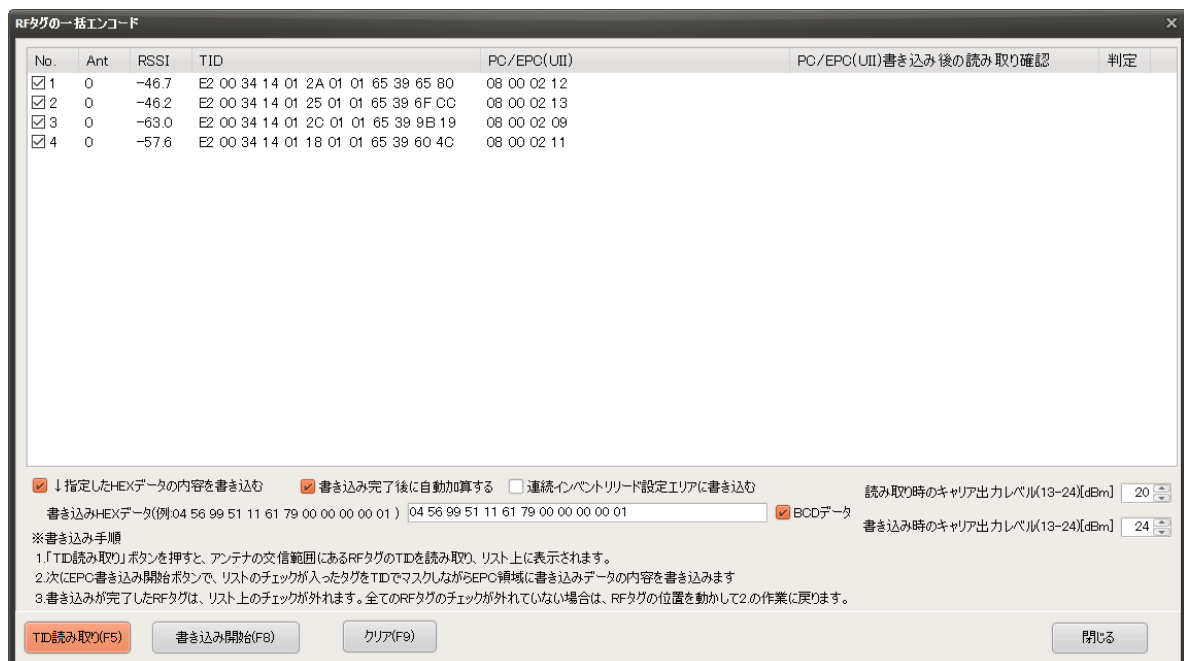 RFタグの一括エンコード
No. Ant RSSI TID PC/EPC(UII) PC/EPC(UII)書き込み後の読み取り確認 判定
1 0 -46.7 E2 00 34 14 01 2A 01 01 65 39 65 80 08 00 02 12
2 0 -46.2 E2 00 34 14 01 25 01 01 65 39 6F CC 08 00 02 13
3 0 -63.0 E2 00 34 14 01 2C 01 01 65 39 9B 19 08 00 02 09
4 0 -57.6 E2 00 34 14 01 18 01 01 65 39 60 4C 08 00 02 11
↓指定したHEXデータの内容を書き込む 書き込み完了後に自動加算する 連続インベントリリード設定エリアに書き込む
読み取り時のキャリア出力レベル(13-24)[dBm] 20
書き込みHEXデータ(例:04 56 99 51 11 61 79 00 00 00 00 01 ) 04 56 99 51 11 61 79 00 00 00 00 01 BCDデータ
書き込み時のキャリア出力レベル(13-24)[dBm] 24
※書き込み手順
1.「TID読み取り」ボタンを押すと、アンテナの交信範囲にあるRFタグのTIDを読み取り、リスト上に表示されます。
2.次にEPC書き込み開始ボタンで、リストのチェックが入ったタグをTIDでマスクしながらEPC領域に書き込みデータの内容を書き込みます
3.書き込みが完了したRFタグは、リスト上のチェックが外れます。全てのRFタグのチェックが外れていない場合は、RFタグの位置を動かして2.の作業に戻ります。
TID読み取り(F5) 書き込み開始(F8) クリア(F9) 閉じる